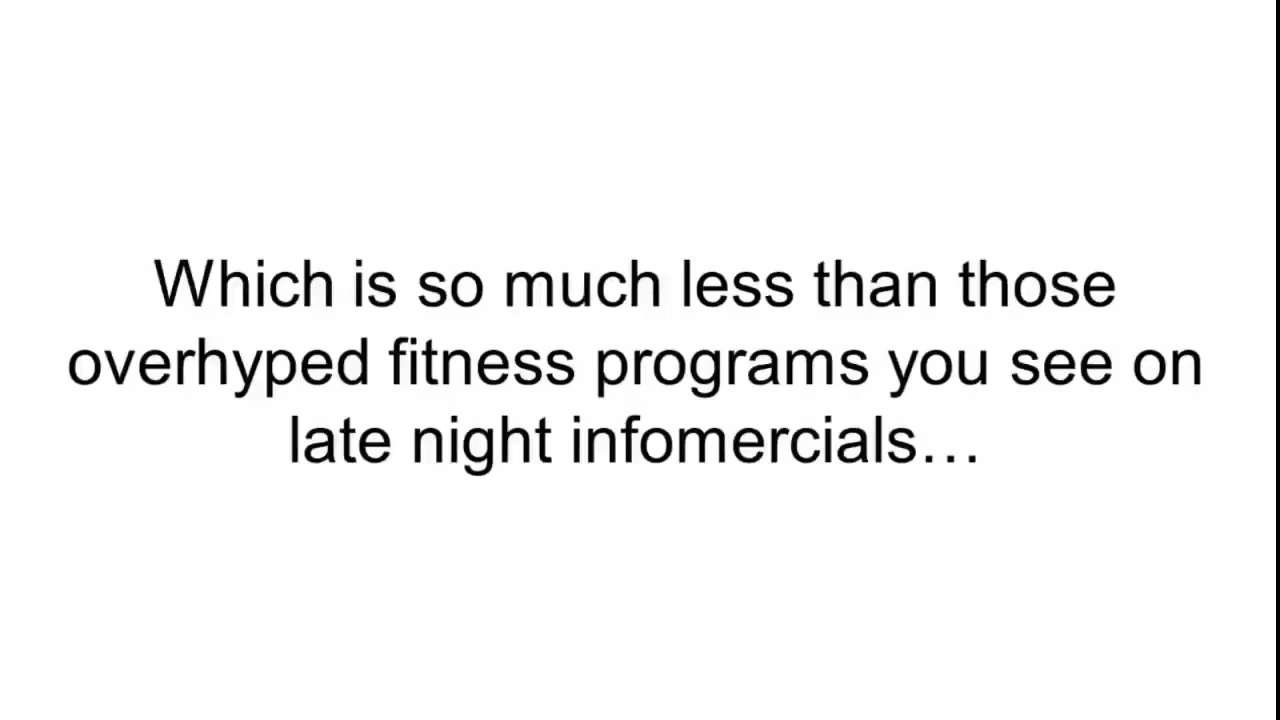 Which is so much less than those
overhyped fitness programs you see on
late night infomercials…